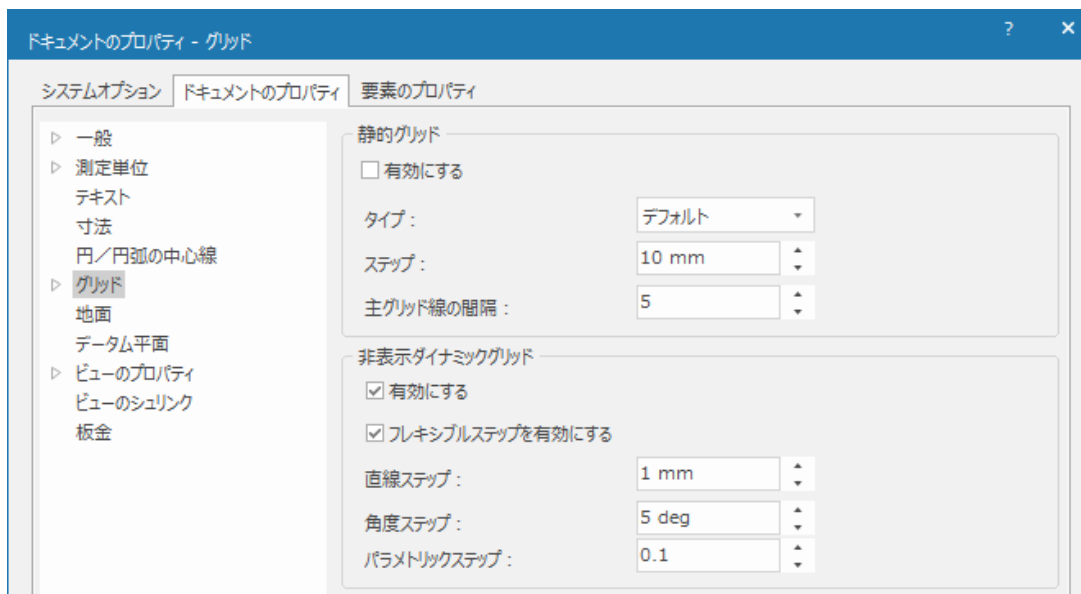 ドキュメントのプロパティ - グリッド ? ×
システムオプション ドキュメントのプロパティ 要素のプロパティ
一般
測定単位
テキスト
寸法
円／円弧の中心線
グリッド
地面
データム平面
ビューのプロパティ
ビューのシュリンク
板金
静的グリッド
有効にする
タイプ : デフォルト
ステップ : 10 mm
主グリッド線の間隔 : 5
非表示ダイナミックグリッド
有効にする
フレキシブルステップを有効にする
直線ステップ : 1 mm
角度ステップ : 5 deg
パラメトリックステップ : 0.1